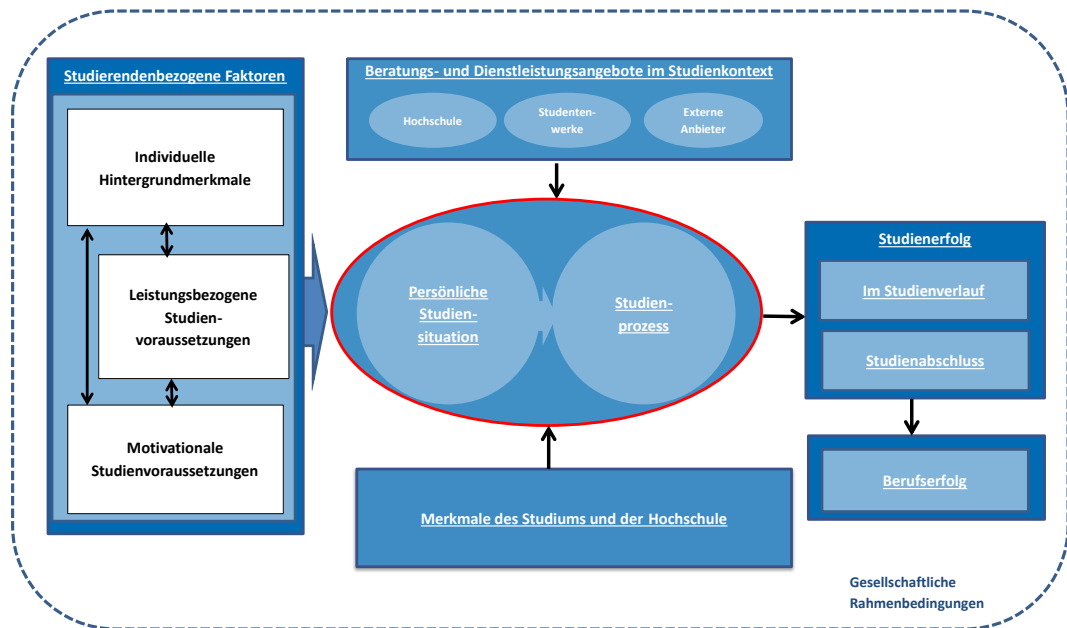 Studierendenbezogene Faktoren
Individuelle
Hintergrundmerkmale
Leistungsbezogene
Studien-
voraussetzungen
Motivationale
Studienvoraussetzungen
Beratungs- und Dienstleistungsangebote im Studienkontext
Hochschule
Studenten-
werke
Externe
Anbieter
Persönliche
Studien-
situation
Studien-
prozess
Merkmale des Studiums und der Hochschule
Studienerfolg
Im Studienverlauf
Studienabschluss
Berufserfolg
Gesellschaftliche
Rahmenbedingungen